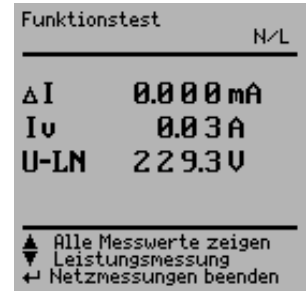 Funktionstest
N/L
ΔI 0.000 mA
Iv 0.03 A
U-LN 229.3 V
▲ Alle Messwerte zeigen
▼ Leistungsmessung
↵ Netzmessungen beenden